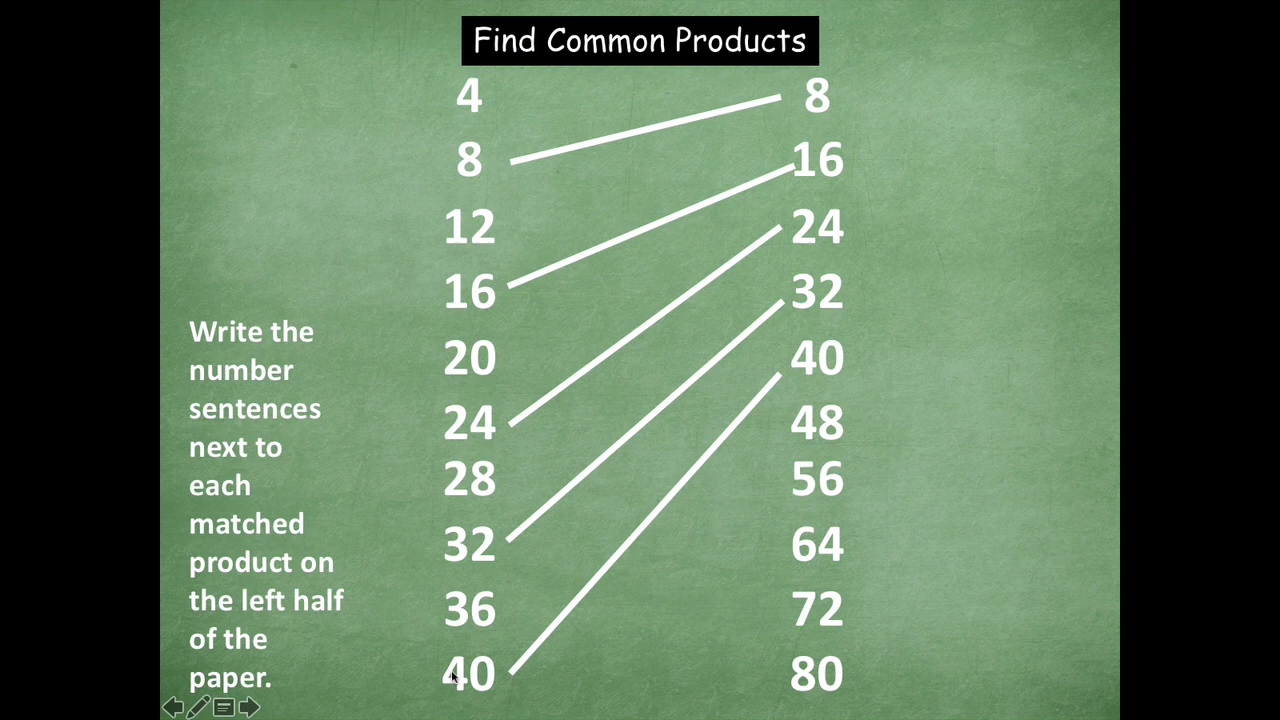 Find Common Products
4 8
8 16
12 24
16 32
20 40
24 48
28 56
32 64
36 72
40 80
Write the
number
sentences
next to
each
matched
product on
the left half
of the
paper.